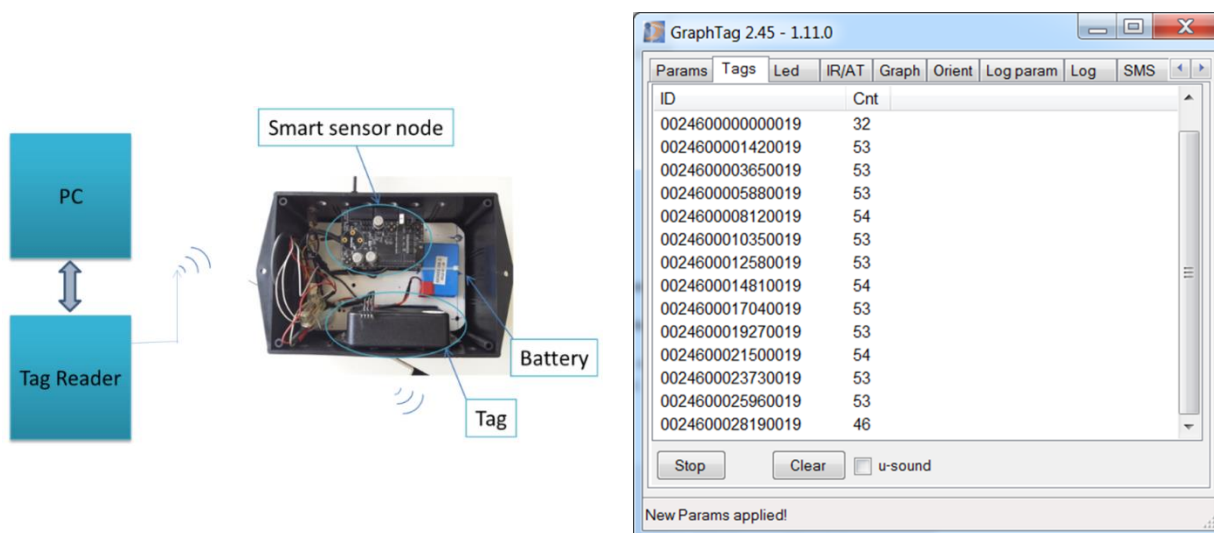 PC
Tag Reader
Smart sensor node
Battery
Tag
GraphTag 2.45 - 1.11.0
Params Tags Led IR/AT Graph Orient Log param Log SMS
ID Cnt
0024600000000019 32
0024600001420019 53
0024600003650019 53
0024600005880019 53
0024600008120019 54
0024600010350019 53
0024600012580019 53
0024600014810019 54
0024600017040019 53
0024600019270019 53
0024600021500019 54
0024600023730019 53
0024600025960019 53
0024600028190019 46
Stop Clear u-sound
New Params applied!